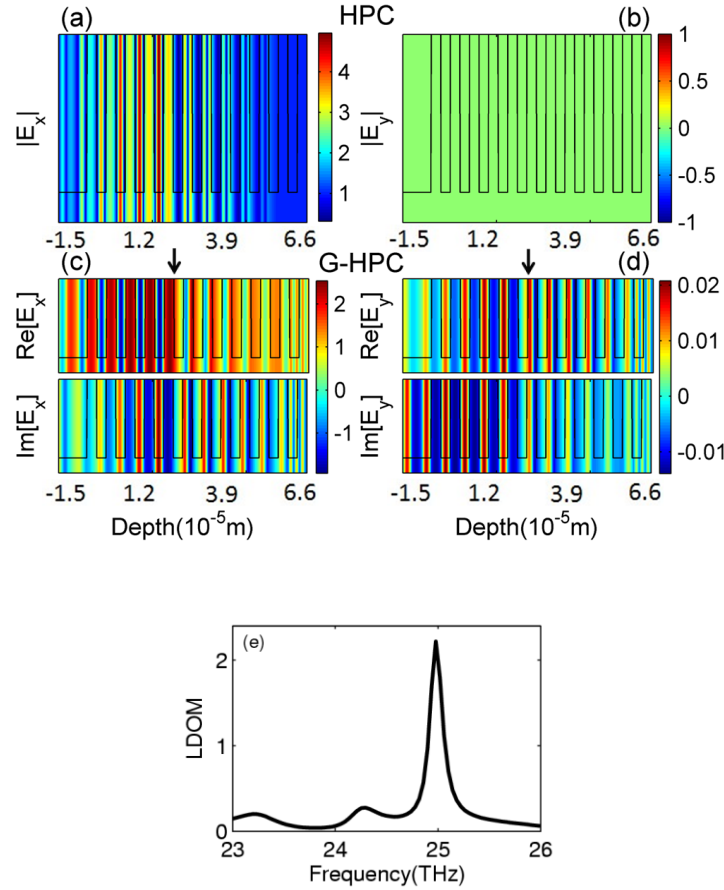 (a) HPC (b)
|E_x| 4 3 2 1
|E_y| 1 0.5 0 -0.5 -1
-1.5 1.2 3.9 6.6 -1.5 1.2 3.9 6.6
(c) G-HPC (d)
Re[E_x] Re[E_y]
Im[E_x] 2 1 0 -1
Im[E_y] 0.02 0.01 0 -0.01
-1.5 1.2 3.9 6.6 -1.5 1.2 3.9 6.6
Depth(10^-5m) Depth(10^-5m)
(e)
LDOM
2
1
0
23 24 25 26
Frequency(THz)